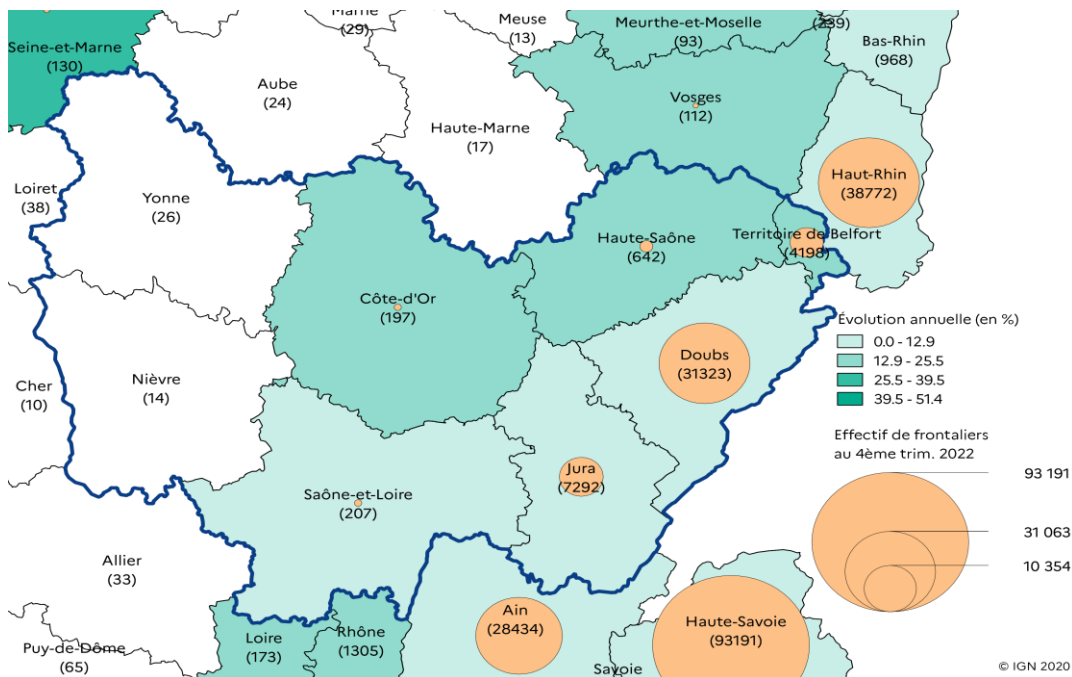 Marne
(29)
Meuse
(13)
Meurthe-et-Moselle
(93)
(239)
Bas-Rhin
(968)
Seine-et-Marne
(130)
Aube
(24)
Vosges
(112)
Haute-Marne
(17)
Haut-Rhin
(38772)
Loiret
(38)
Yonne
(26)
Haute-Saône
(642)
Territoire de Belfort
(4198)
Côte-d'Or
(197)
Évolution annuelle (en %)
0.0 - 12.9
12.9 - 25.5
25.5 - 39.5
39.5 - 51.4
Doubs
(31323)
Cher
(10)
Nièvre
(14)
Effectif de frontaliers
au 4ème trim. 2022
93 191
31 063
10 354
Jura
(7292)
Saône-et-Loire
(207)
Allier
(33)
Ain
(28434)
Haute-Savoie
(93191)
Puy-de-Dôme
(65)
Loire
(173)
Rhône
(1305)
Savoie
© IGN 2020